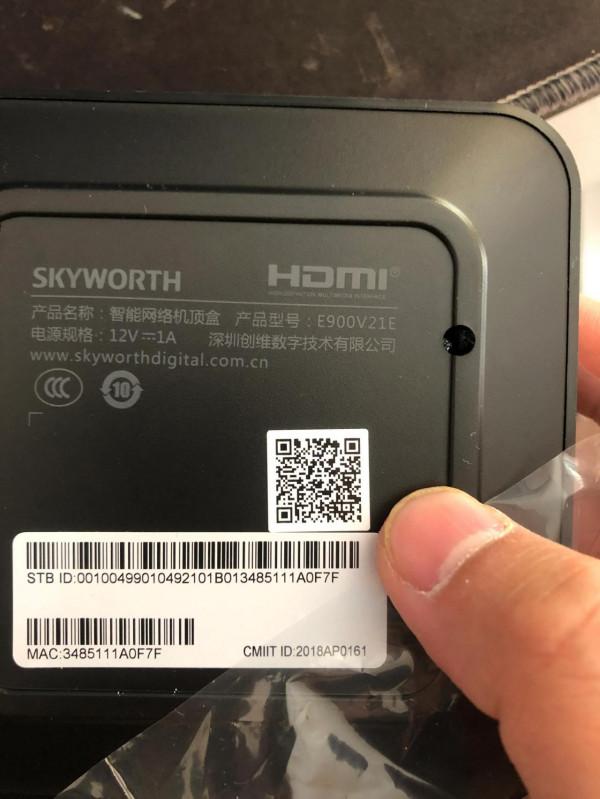 SKYWORTH
HDMI®
HIGH-DEFINITION MULTIMEDIA INTERFACE
产品名称：智能网络机顶盒 产品型号：E900V21E
电源规格：12V⎓1A 深圳创维数字技术有限公司
www.skyworthdigital.com.cn
CCC
10
STB ID:00100499010492101B013485111A0F7F
MAC:3485111A0F7F CMIIT ID:2018AP0161